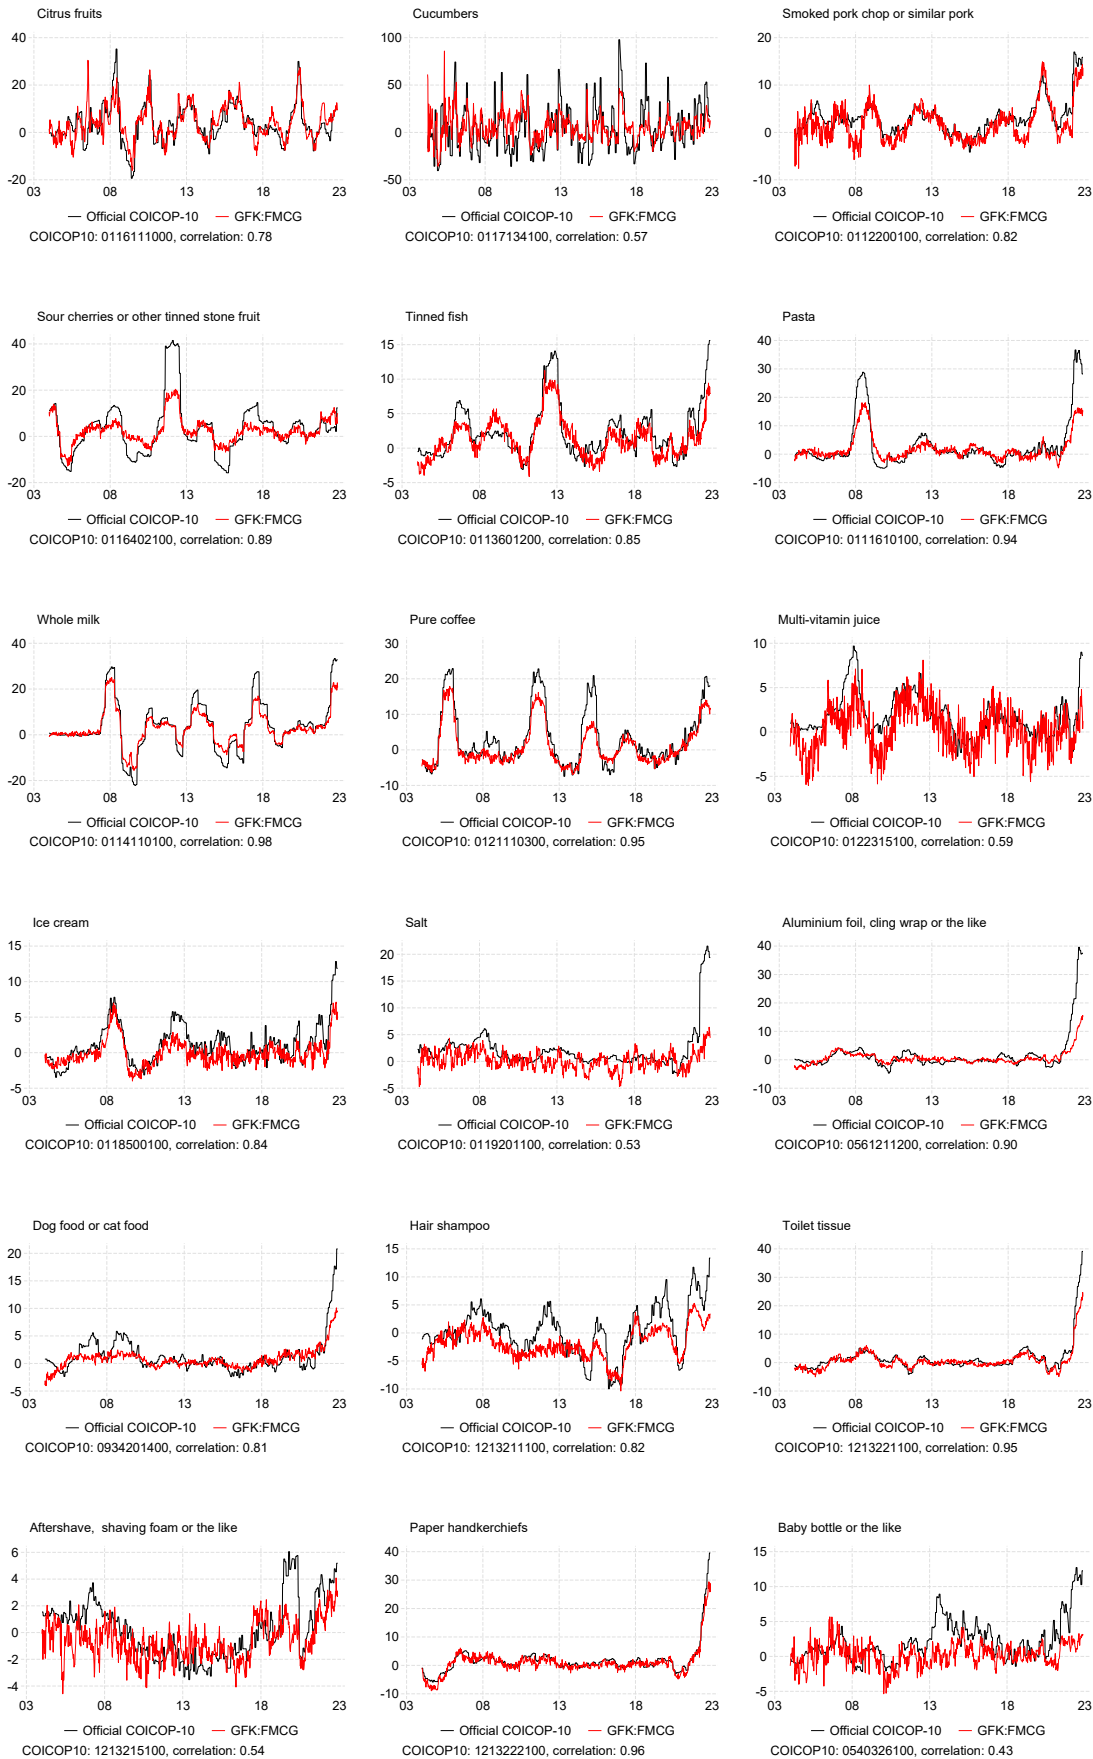 Citrus fruits
40
20
0
-20
03 08 13 18 23
— Official COICOP-10 — GFK:FMCG
COICOP10: 0116111000, correlation: 0.78
Cucumbers
100
50
0
-50
03 08 13 18 23
— Official COICOP-10 — GFK:FMCG
COICOP10: 0117134100, correlation: 0.57
Smoked pork chop or similar pork
20
10
0
-10
03 08 13 18 23
— Official COICOP-10 — GFK:FMCG
COICOP10: 0112200100, correlation: 0.82
Sour cherries or other tinned stone fruit
40
20
0
-20
03 08 13 18 23
— Official COICOP-10 — GFK:FMCG
COICOP10: 0116402100, correlation: 0.89
Tinned fish
15
10
5
0
-5
03 08 13 18 23
— Official COICOP-10 — GFK:FMCG
COICOP10: 0113601200, correlation: 0.85
Pasta
40
30
20
10
0
-10
03 08 13 18 23
— Official COICOP-10 — GFK:FMCG
COICOP10: 0111610100, correlation: 0.94
Whole milk
40
20
0
-20
03 08 13 18 23
— Official COICOP-10 — GFK:FMCG
COICOP10: 0114110100, correlation: 0.98
Pure coffee
30
20
10
0
-10
03 08 13 18 23
— Official COICOP-10 — GFK:FMCG
COICOP10: 0121110300, correlation: 0.95
Multi-vitamin juice
10
5
0
-5
03 08 13 18 23
— Official COICOP-10 — GFK:FMCG
COICOP10: 0122315100, correlation: 0.59
Ice cream
15
10
5
0
-5
03 08 13 18 23
— Official COICOP-10 — GFK:FMCG
COICOP10: 0118500100, correlation: 0.84
Salt
20
15
10
5
0
-5
03 08 13 18 23
— Official COICOP-10 — GFK:FMCG
COICOP10: 0119201100, correlation: 0.53
Aluminium foil, cling wrap or the like
40
30
20
10
0
-10
03 08 13 18 23
— Official COICOP-10 — GFK:FMCG
COICOP10: 0561211200, correlation: 0.90
Dog food or cat food
20
15
10
5
0
-5
03 08 13 18 23
— Official COICOP-10 — GFK:FMCG
COICOP10: 0934201400, correlation: 0.81
Hair shampoo
15
10
5
0
-5
-10
03 08 13 18 23
— Official COICOP-10 — GFK:FMCG
COICOP10: 1213211100, correlation: 0.82
Toilet tissue
40
30
20
10
0
-10
03 08 13 18 23
— Official COICOP-10 — GFK:FMCG
COICOP10: 1213221100, correlation: 0.95
Aftershave, shaving foam or the like
6
4
2
0
-2
-4
03 08 13 18 23
— Official COICOP-10 — GFK:FMCG
COICOP10: 1213215100, correlation: 0.54
Paper handkerchiefs
40
30
20
10
0
-10
03 08 13 18 23
— Official COICOP-10 — GFK:FMCG
COICOP10: 1213222100, correlation: 0.96
Baby bottle or the like
15
10
5
0
-5
03 08 13 18 23
— Official COICOP-10 — GFK:FMCG
COICOP10: 0540326100, correlation: 0.43